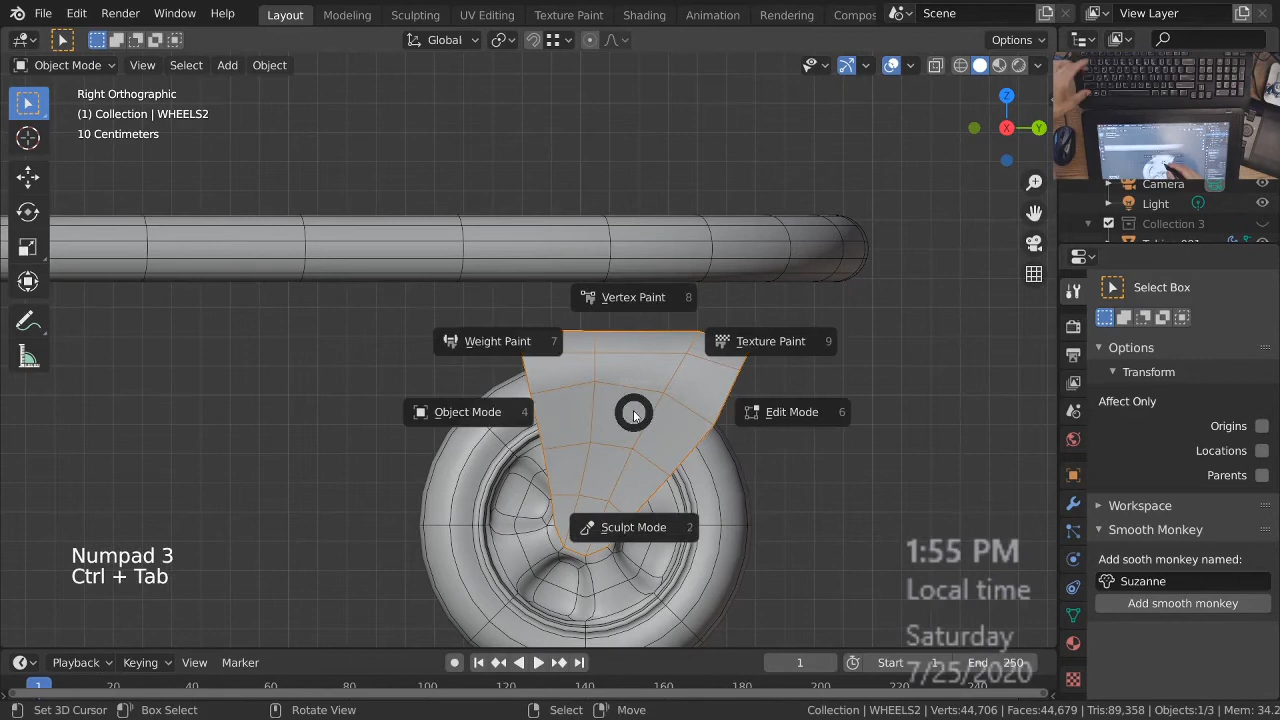 File Edit Render Window Help Layout Modeling Sculpting UV Editing Texture Paint Shading Animation Rendering Compos Scene View Layer
Global Options
Object Mode View Select Add Object
Right Orthographic
(1) Collection | WHEELS2
10 Centimeters
Z
X Y
Camera
Light
Collection 3
Select Box
Vertex Paint 8
Weight Paint 7
Texture Paint 9
Object Mode 4
Edit Mode 6
Sculpt Mode 2
Options
Transform
Affect Only
Origins
Locations
Parents
Workspace
Smooth Monkey
Add sooth monkey named:
Suzanne
Add smooth monkey
Numpad 3
Ctrl + Tab
1:55 PM
Local time
Saturday
7/25/2020
Playback Keying View Marker 1 Start 1 End 250
1 20 80 100 120 140 160 180 200 220 240
Set 3D Cursor Box Select Rotate View Select Move Collection | WHEELS2 | Verts:44,706 | Faces:44,679 | Tris:89,358 | Objects:1/3 | Mem: 34.2